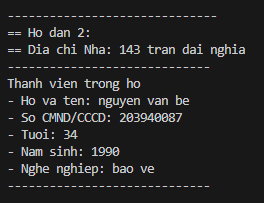 ------------------------------
== Ho dan 2:
== Dia chi Nha: 143 tran dai nghia
-----------------------------
Thanh vien trong ho
- Ho va ten: nguyen van be
- So CMND/CCCD: 203940087
- Tuoi: 34
- Nam sinh: 1990
- Nghe nghiep: bao ve
-----------------------------